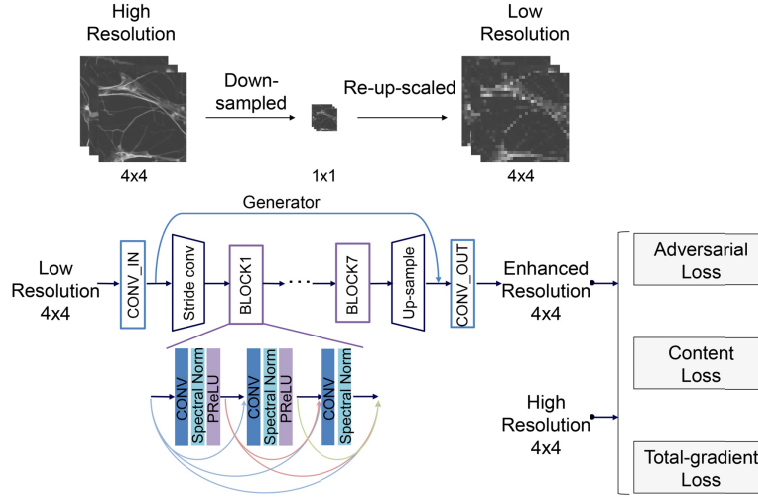 High
Resolution
Low
Resolution
Down-
sampled
Re-up-scaled
4x4
1x1
4x4
Generator
Low
Resolution
4x4
CONV_IN
Stride conv
BLOCK1
...
BLOCK7
Up-sample
CONV_OUT
Enhanced
Resolution
4x4
Adversarial
Loss
Content
Loss
High
Resolution
4x4
Total-gradient
Loss
CONV
Spectral Norm
PReLU
CONV
Spectral Norm
PReLU
CONV
Spectral Norm